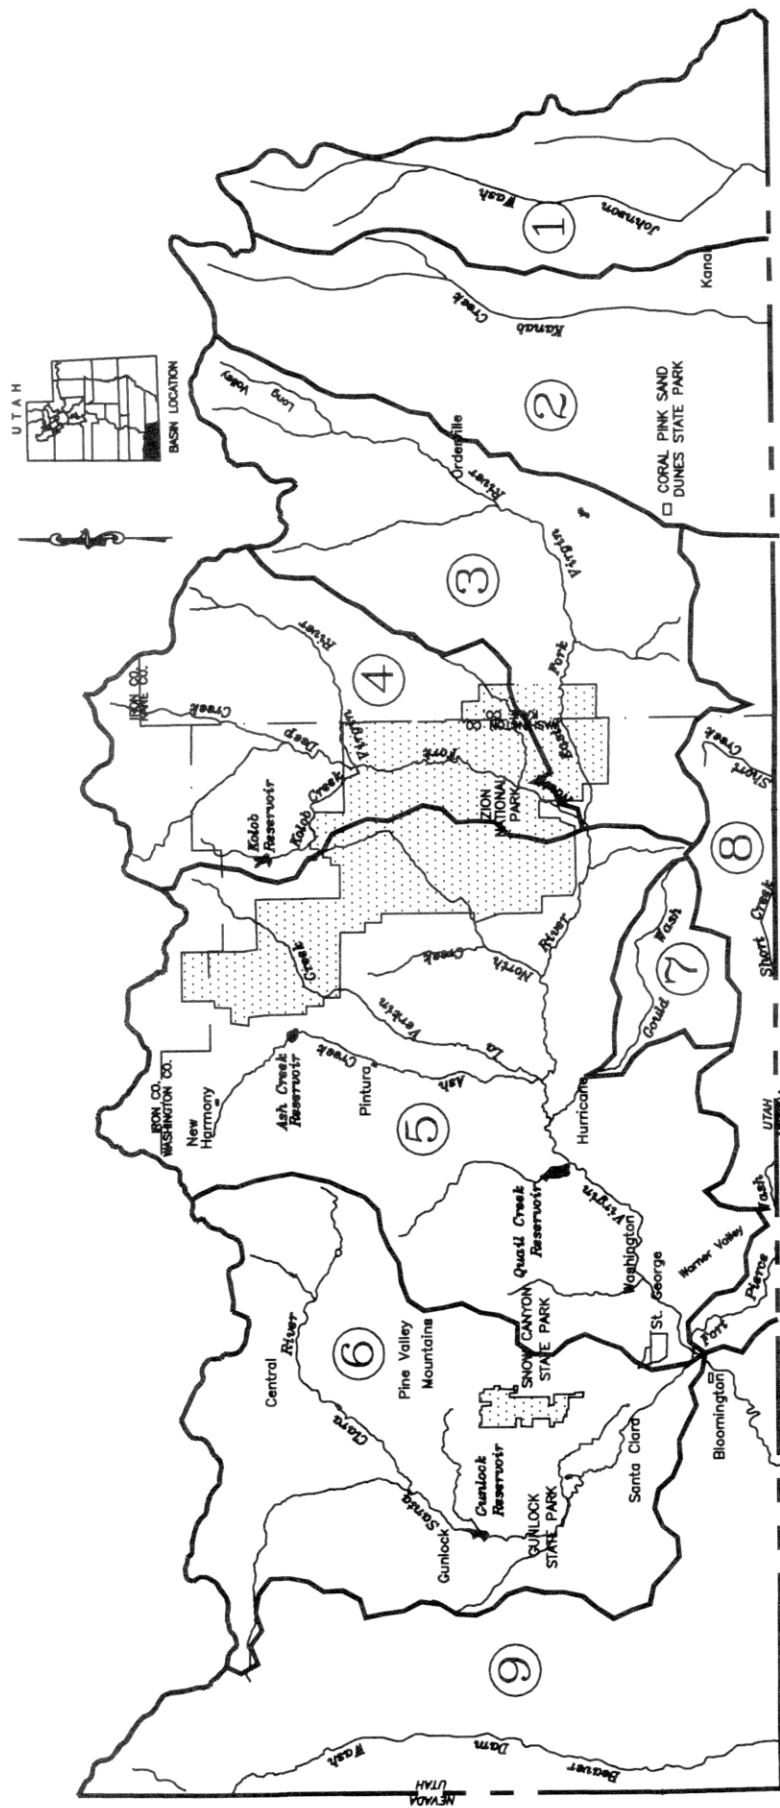 UTAH
BASIN LOCATION
NEVADA
UTAH
Beaver Dam Wash
9
Gunlock
Santa Clara River
Central
6
Pine Valley
Mountains
Gunlock
Reservoir
GUNLOCK
STATE PARK
SNOW CANYON
STATE PARK
Santa Clara
Bloomington
St. George
Washington
Warner Valley
Fort Pierce Wash
UTAH
IRON CO.
WASHINGTON CO.
New
Harmony
Ash Creek
Reservoir
Pintura
Ash Creek
La Verkin Creek
5
Quail Creek
Reservoir
Virgin River
Hurricane
North Creek
Gould Wash
7
Short Creek
8
Short Creek
Kolob
Reservoir
Kolob Creek
Deep Creek
IRON CO.
KANE CO.
4
North Fork Virgin River
ZION
NATIONAL
PARK
WASHINGTON CO.
KANE CO.
East Fork Virgin River
3
Orderville
Long
Valley
2
CORAL PINK SAND
DUNES STATE PARK
Kanab Creek
Kanab
1
Johnson Wash